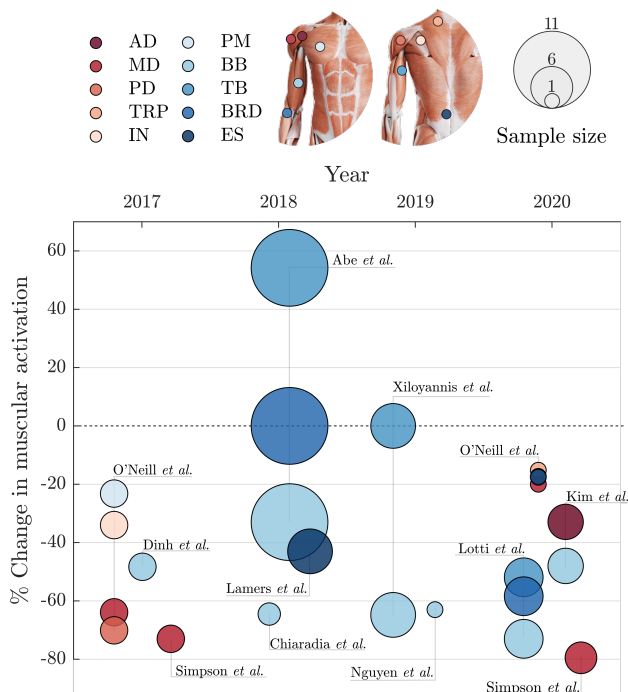 AD PM
MD BB
PD TB
TRP BRD
IN ES
11
6
1
Sample size
Year
2017 2018 2019 2020
% Change in muscular activation
60
40
20
0
-20
-40
-60
-80
Abe et al.
Xiloyannis et al.
O'Neill et al.
O'Neill et al.
Kim et al.
Dinh et al.
Lotti et al.
Lamers et al.
Chiaradia et al.
Simpson et al.
Nguyen et al.
Simpson et al.